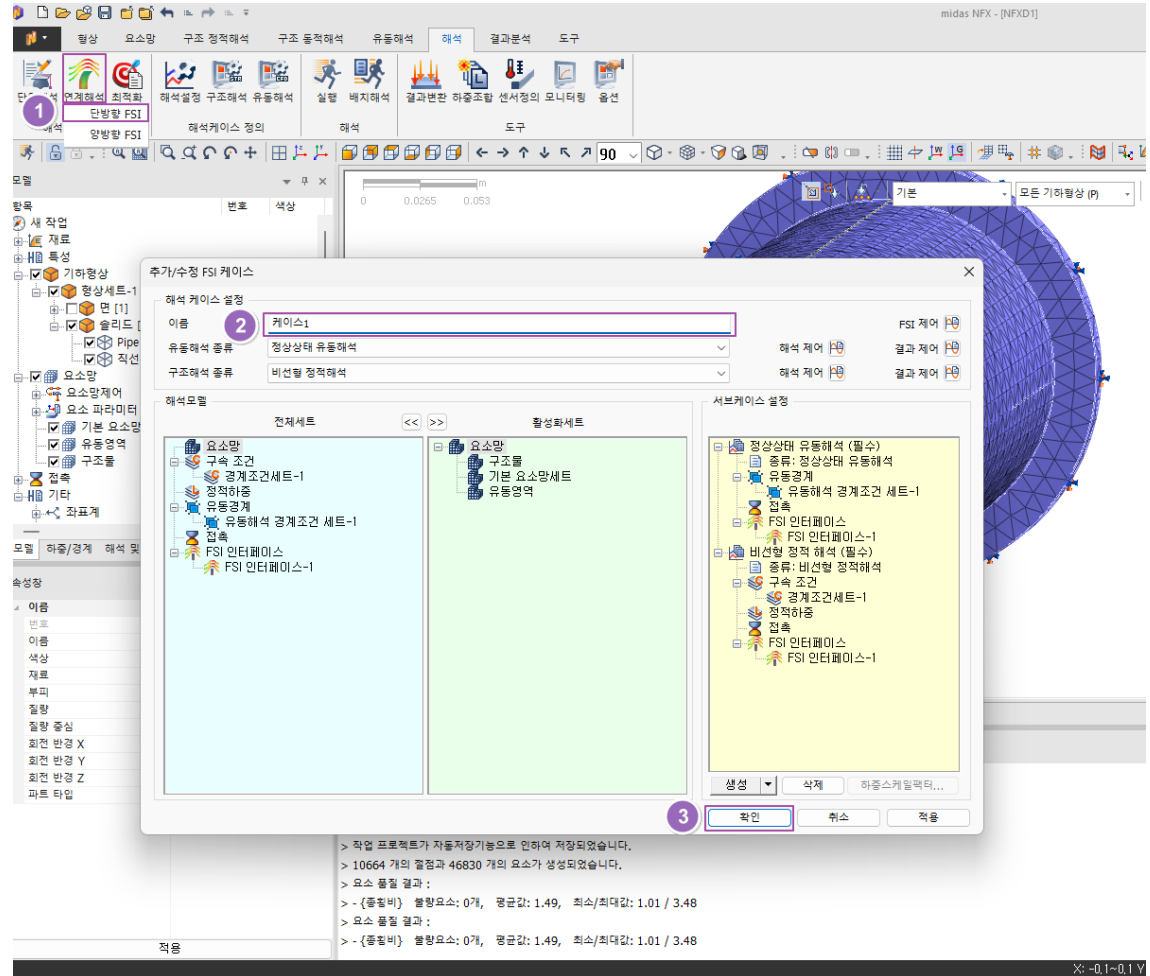 midas NFX - [NFXD1]
형상 요소망 구조 정적해석 구조 동적해석 유동해석 해석 결과분석 도구
연계해석 최적화 해석설정 구조해석 유동해석 실행 배치해석 결과변환 하중조합 센서정의 모니터링 옵션
1
단방향 FSI
해석 양방향 FSI 해석케이스 정의 해석 도구
90
모델
항목 번호 색상
m
0 0.0265 0.053
기본 모든 기하형상 (P)
새 작업
재료
특성
기하형상
형상세트-1
면 [1]
솔리드 [
Pipe
직선
요소망
요소망제어
요소 파라미터
기본 요소망
유동영역
구조물
접촉
기타
좌표계
모델 하중/경계 해석 및
속성창
이름
번호
이름
색상
재료
부피
질량
질량 중심
회전 반경 X
회전 반경 Y
회전 반경 Z
파트 타입
적용
추가/수정 FSI 케이스
해석 케이스 설정
이름 2 케이스1 FSI 제어
유동해석 종류 정상상태 유동해석 해석 제어 결과 제어
구조해석 종류 비선형 정적해석 해석 제어 결과 제어
해석모델
전체세트 << >> 활성화세트
요소망
구속 조건
경계조건세트-1
정적하중
유동경계
유동해석 경계조건 세트-1
접촉
FSI 인터페이스
FSI 인터페이스-1
요소망
구조물
기본 요소망세트
유동영역
서브케이스 설정
정상상태 유동해석 (필수)
종류: 정상상태 유동해석
유동경계
유동해석 경계조건 세트-1
접촉
FSI 인터페이스
FSI 인터페이스-1
비선형 정적 해석 (필수)
종류: 비선형 정적해석
구속 조건
경계조건세트-1
정적하중
접촉
FSI 인터페이스
FSI 인터페이스-1
생성 삭제 하중스케일팩터...
3 확인 취소 적용
> 작업 프로젝트가 자동저장기능으로 인하여 저장되었습니다.
> 10664 개의 절점과 46830 개의 요소가 생성되었습니다.
> 요소 품질 결과 :
> - {종횡비} 불량요소: 0개, 평균값: 1.49, 최소/최대값: 1.01 / 3.48
> 요소 품질 결과 :
> - {종횡비} 불량요소: 0개, 평균값: 1.49, 최소/최대값: 1.01 / 3.48
X: -0,1~0,1 Y